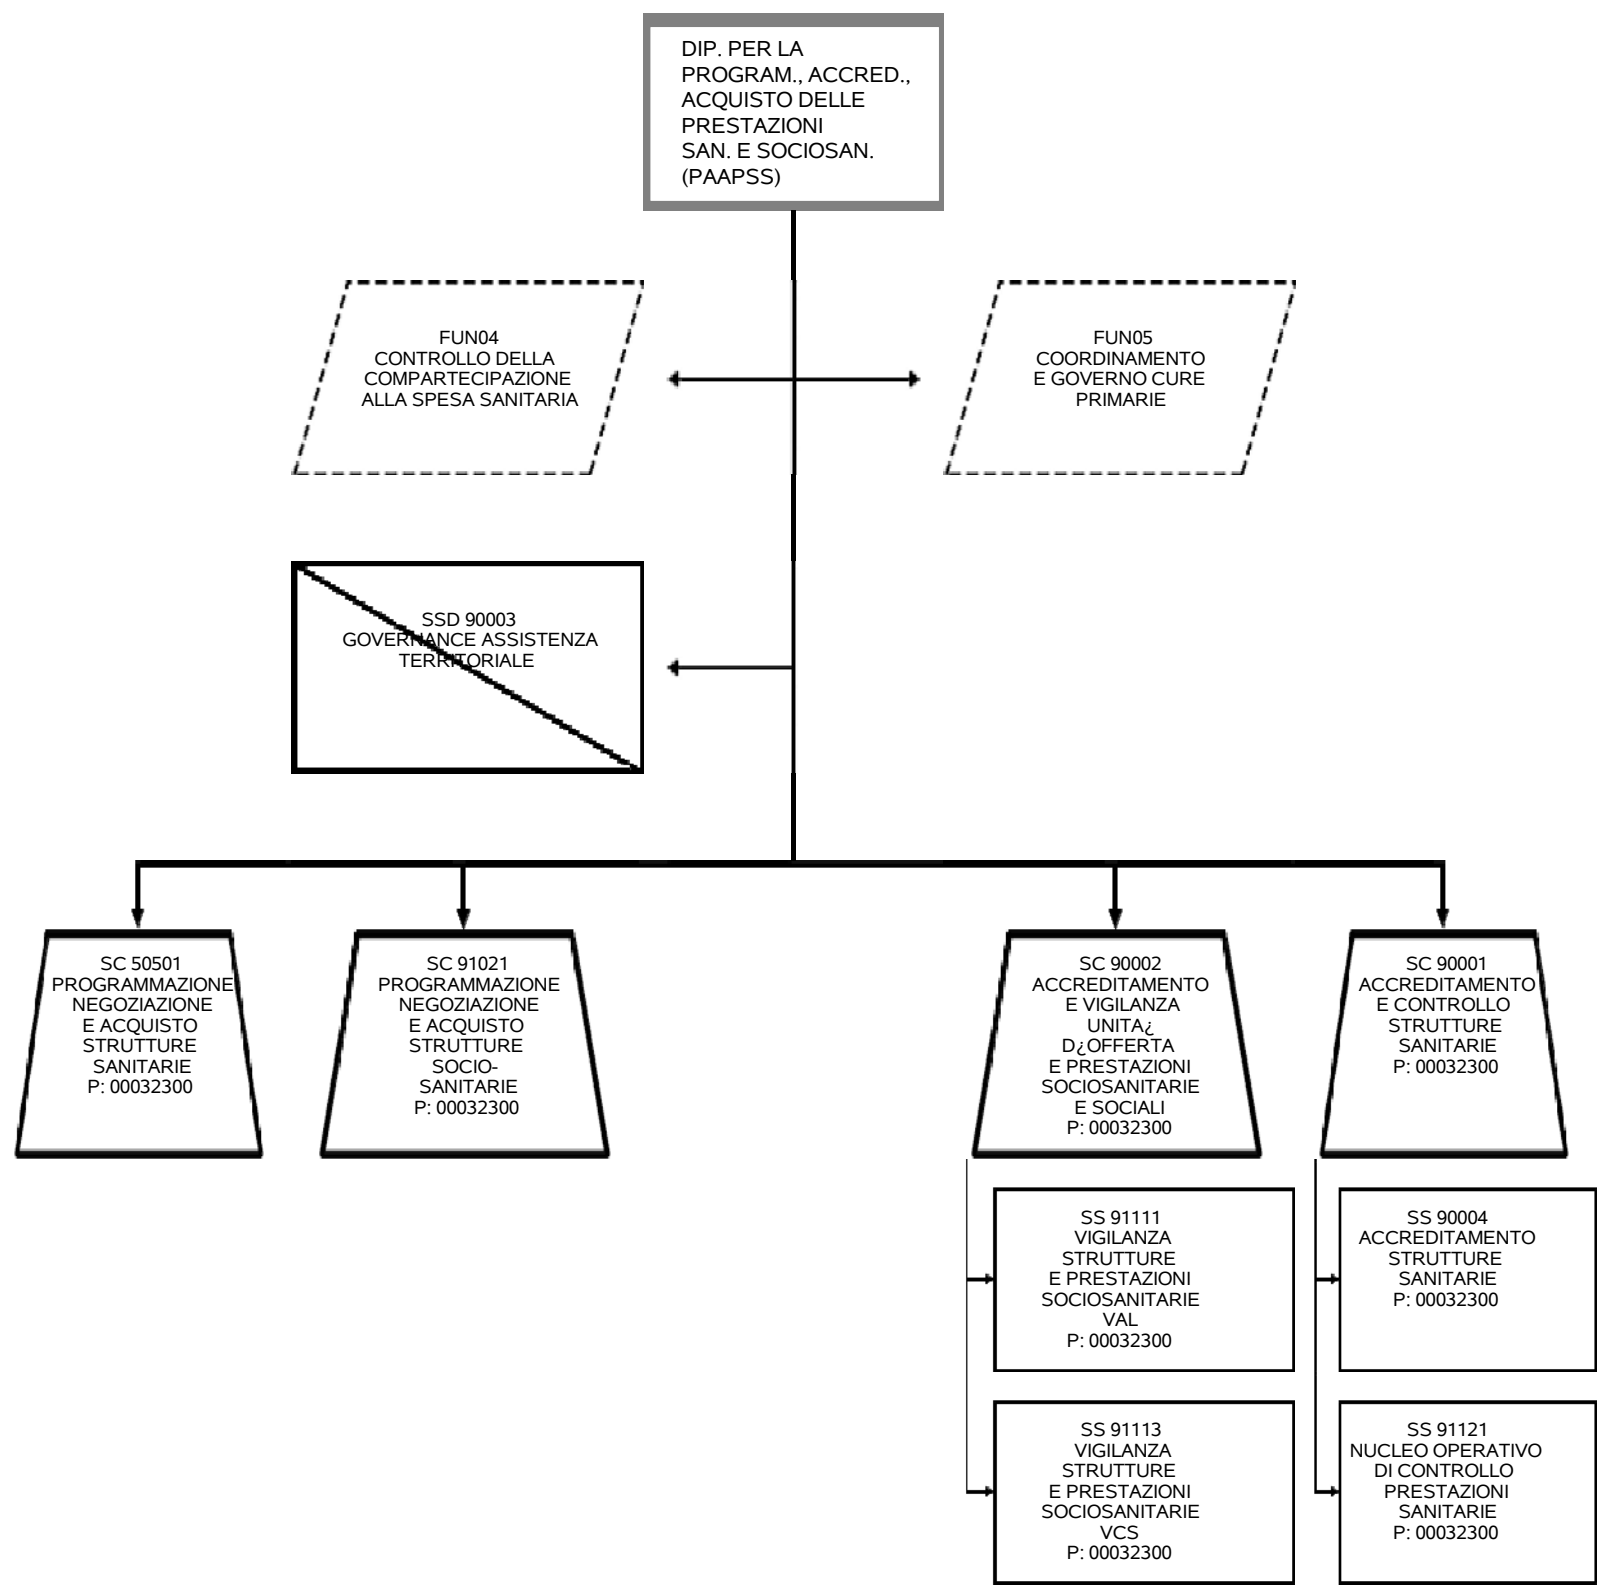 DIP. PER LA
PROGRAM., ACCRED.,
ACQUISTO DELLE
PRESTAZIONI
SAN. E SOCIOSAN.
(PAAPSS)
FUN04
CONTROLLO DELLA
COMPARTECIPAZIONE
ALLA SPESA SANITARIA
FUN05
COORDINAMENTO
E GOVERNO CURE
PRIMARIE
SSD 90003
GOVERNANCE ASSISTENZA
TERRITORIALE
SC 50501
PROGRAMMAZIONE
NEGOZIAZIONE
E ACQUISTO
STRUTTURE
SANITARIE
P: 00032300
SC 91021
PROGRAMMAZIONE
NEGOZIAZIONE
E ACQUISTO
STRUTTURE
SOCIO-
SANITARIE
P: 00032300
SC 90002
ACCREDITAMENTO
E VIGILANZA
UNITA¿
D¿OFFERTA
E PRESTAZIONI
SOCIOSANITARIE
E SOCIALI
P: 00032300
SC 90001
ACCREDITAMENTO
E CONTROLLO
STRUTTURE
SANITARIE
P: 00032300
SS 91111
VIGILANZA
STRUTTURE
E PRESTAZIONI
SOCIOSANITARIE
VAL
P: 00032300
SS 90004
ACCREDITAMENTO
STRUTTURE
SANITARIE
P: 00032300
SS 91113
VIGILANZA
STRUTTURE
E PRESTAZIONI
SOCIOSANITARIE
VCS
P: 00032300
SS 91121
NUCLEO OPERATIVO
DI CONTROLLO
PRESTAZIONI
SANITARIE
P: 00032300